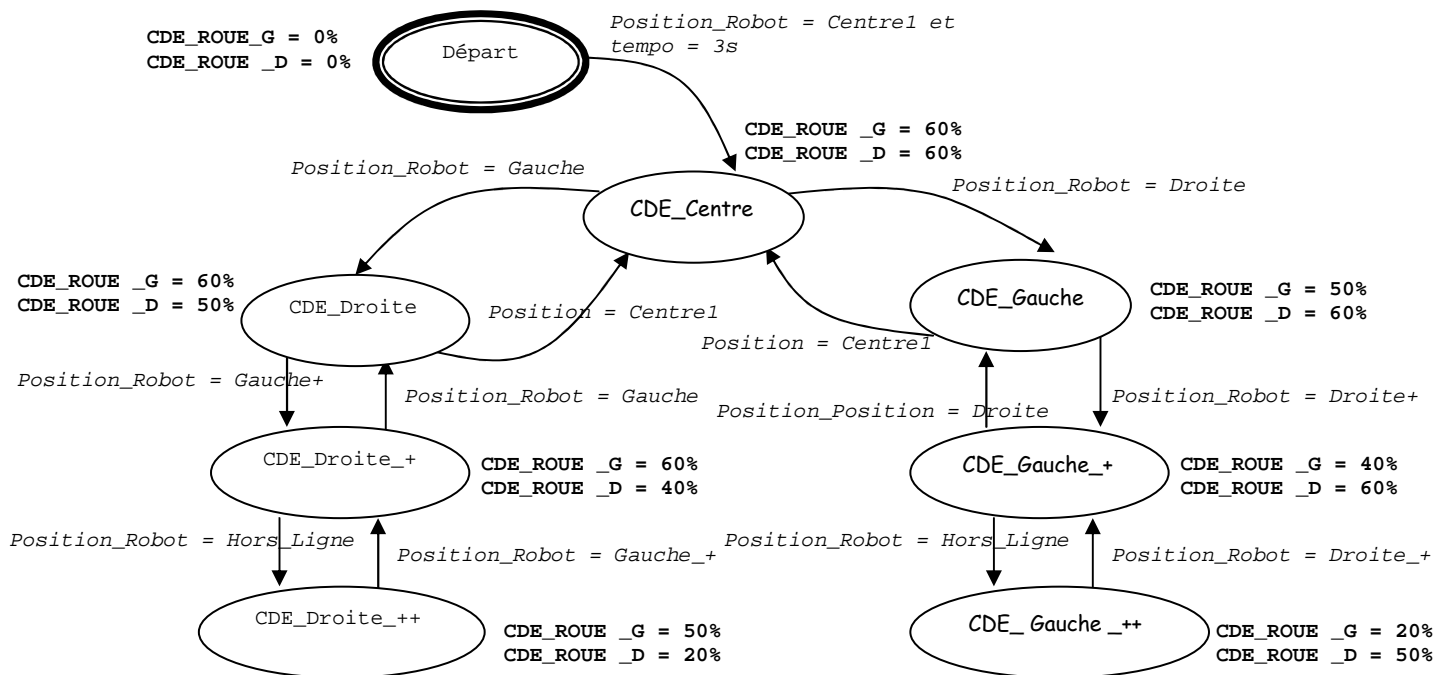 CDE_ROUE_G = 0%
CDE_ROUE _D = 0%
Départ
Position_Robot = Centre1 et
tempo = 3s
CDE_ROUE _G = 60%
CDE_ROUE _D = 60%
Position_Robot = Gauche
CDE_Centre
Position_Robot = Droite
CDE_ROUE _G = 60%
CDE_ROUE _D = 50%
CDE_Droite
Position = Centre1
CDE_Gauche
CDE_ROUE _G = 50%
CDE_ROUE _D = 60%
Position = Centre1
Position_Robot = Gauche+
Position_Robot = Gauche
Position_Position = Droite
Position_Robot = Droite+
CDE_Droite_+
CDE_ROUE _G = 60%
CDE_ROUE _D = 40%
CDE_Gauche_+
CDE_ROUE _G = 40%
CDE_ROUE _D = 60%
Position_Robot = Hors_Ligne
Position_Robot = Gauche_+
Position_Robot = Hors_Ligne
Position_Robot = Droite_+
CDE_Droite_++
CDE_ROUE _G = 50%
CDE_ROUE _D = 20%
CDE_ Gauche _++
CDE_ROUE _G = 20%
CDE_ROUE _D = 50%